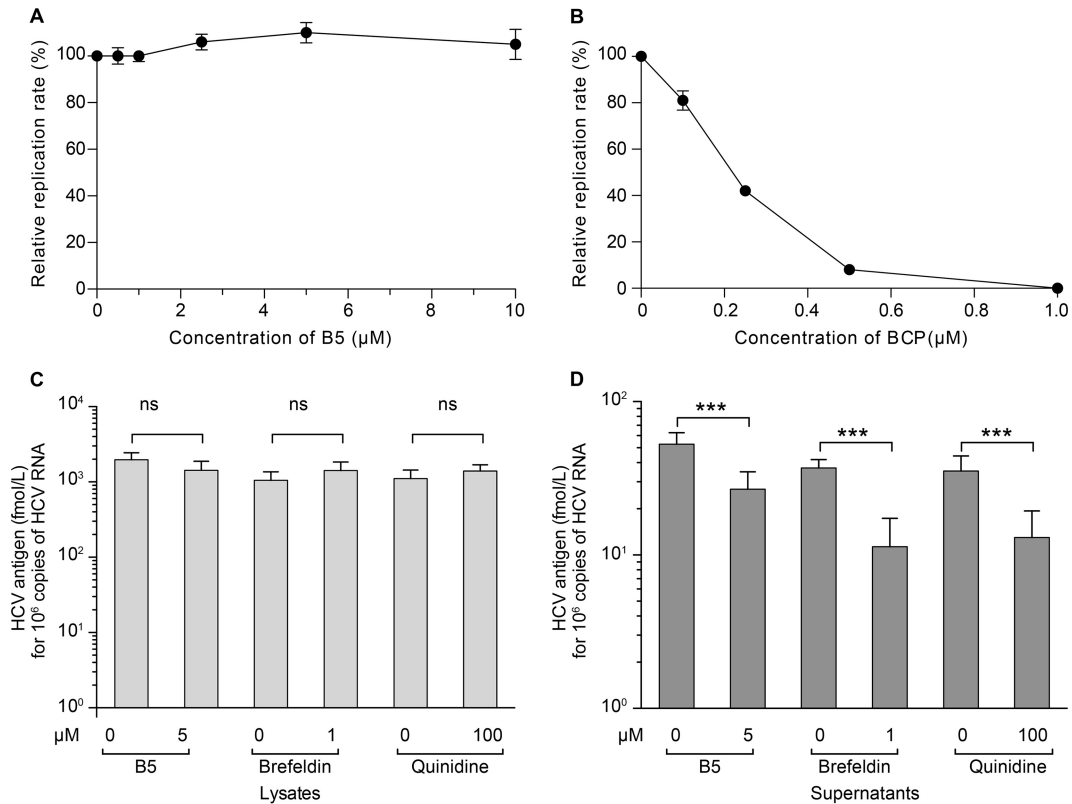 A
Relative replication rate (%)
100
80
60
40
20
0
0
2
4
6
8
10
Concentration of B5 (µM)
B
Relative replication rate (%)
100
80
60
40
20
0
0
0.2
0.4
0.6
0.8
1.0
Concentration of BCP(µM)
C
HCV antigen (fmol/L)
for 10⁶ copies of HCV RNA
10⁴
10³
10²
10¹
10⁰
ns
ns
ns
µM 0 5 0 1 0 100
B5 Brefeldin Quinidine
Lysates
D
HCV antigen (fmol/L)
for 10⁶ copies of HCV RNA
10²
10¹
10⁰
***
***
***
µM 0 5 0 1 0 100
B5 Brefeldin Quinidine
Supernatants